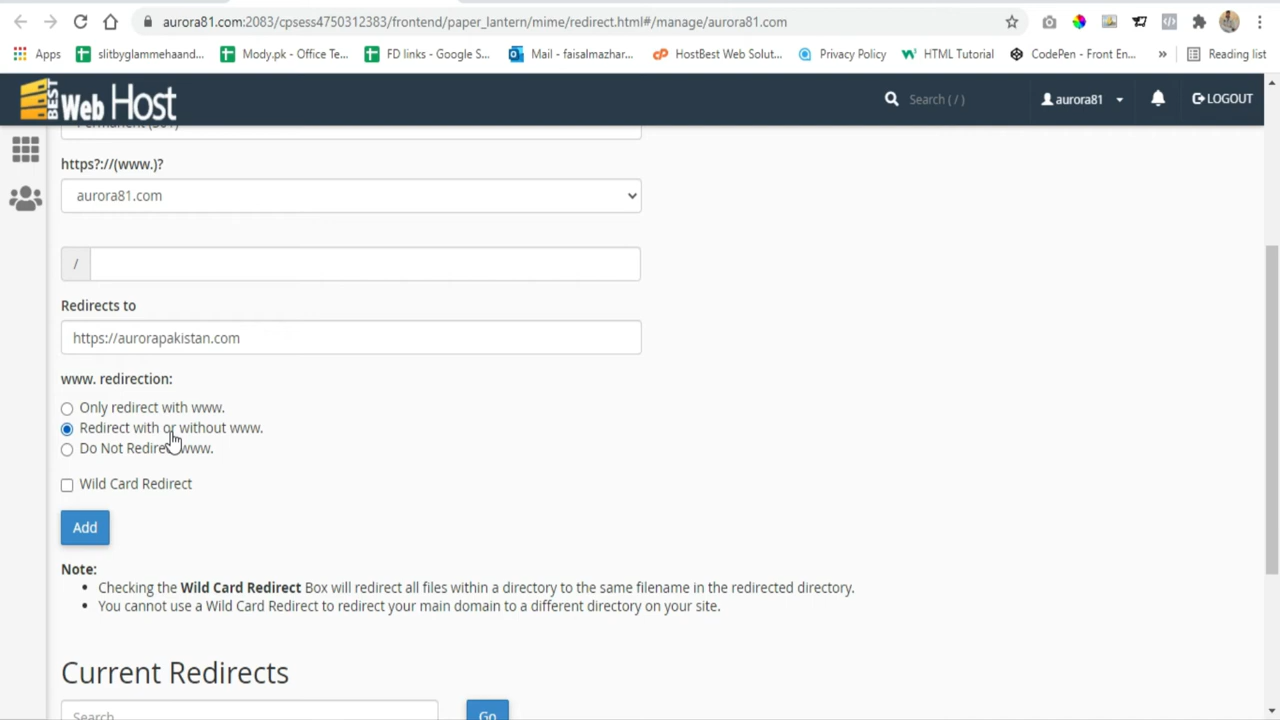 aurora81.com:2083/cpsess4750312383/frontend/paper_lantern/mime/redirect.html#/manage/aurora81.com
Apps slitbyglammehaand... Mody.pk - Office Te... FD links - Google S... Mail - faisalmazhar... HostBest Web Solut... Privacy Policy HTML Tutorial CodePen - Front En... » Reading list
BEST Web Host Search ( / ) aurora81 LOGOUT
Permanent (301)
https?://(www.)?
aurora81.com
/
Redirects to
https://aurorapakistan.com
www. redirection:
Only redirect with www.
Redirect with or without www.
Do Not Redirect www.
Wild Card Redirect
Add
Note:
Checking the Wild Card Redirect Box will redirect all files within a directory to the same filename in the redirected directory.
You cannot use a Wild Card Redirect to redirect your main domain to a different directory on your site.
Current Redirects
Search
Go